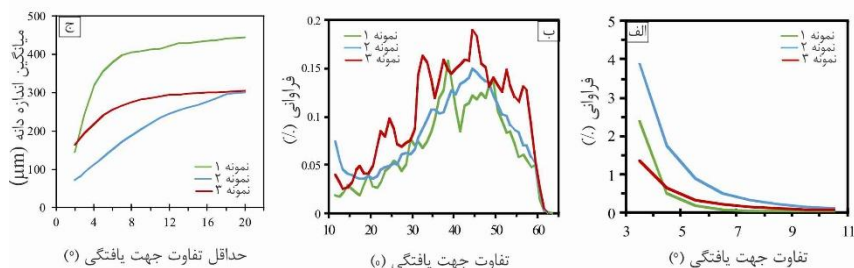 الف
فراوانی (%)
5
4
3
2
1
0
نمونه ۱
نمونه ۲
نمونه ۳
3 5 7 9 11
تفاوت جهت یافتگی (°)
ب
فراوانی (%)
0.2
0.15
0.1
0.05
0
نمونه ۱
نمونه ۲
نمونه ۳
10 20 30 40 50 60
تفاوت جهت یافتگی (°)
ج
میانگین اندازه دانه (µm)
500
400
300
200
100
0
نمونه ۱
نمونه ۲
نمونه ۳
0 4 8 12 16 20
حداقل تفاوت جهت یافتگی (°)